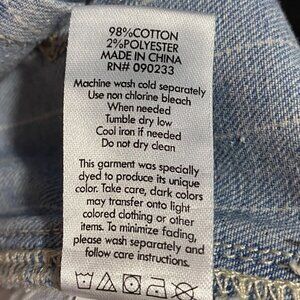 98%COTTON
2%POLYESTER
MADE IN CHINA
RN# 090233
Machine wash cold separately
Use non chlorine bleach
When needed
Tumble dry low
Cool iron if needed
Do not dry clean
This garment was specially
dyed to produce its unique
color. Take care, dark colors
may transfer onto light
colored clothing or other
items. To minimize fading,
please wash separately and
follow care instructions.